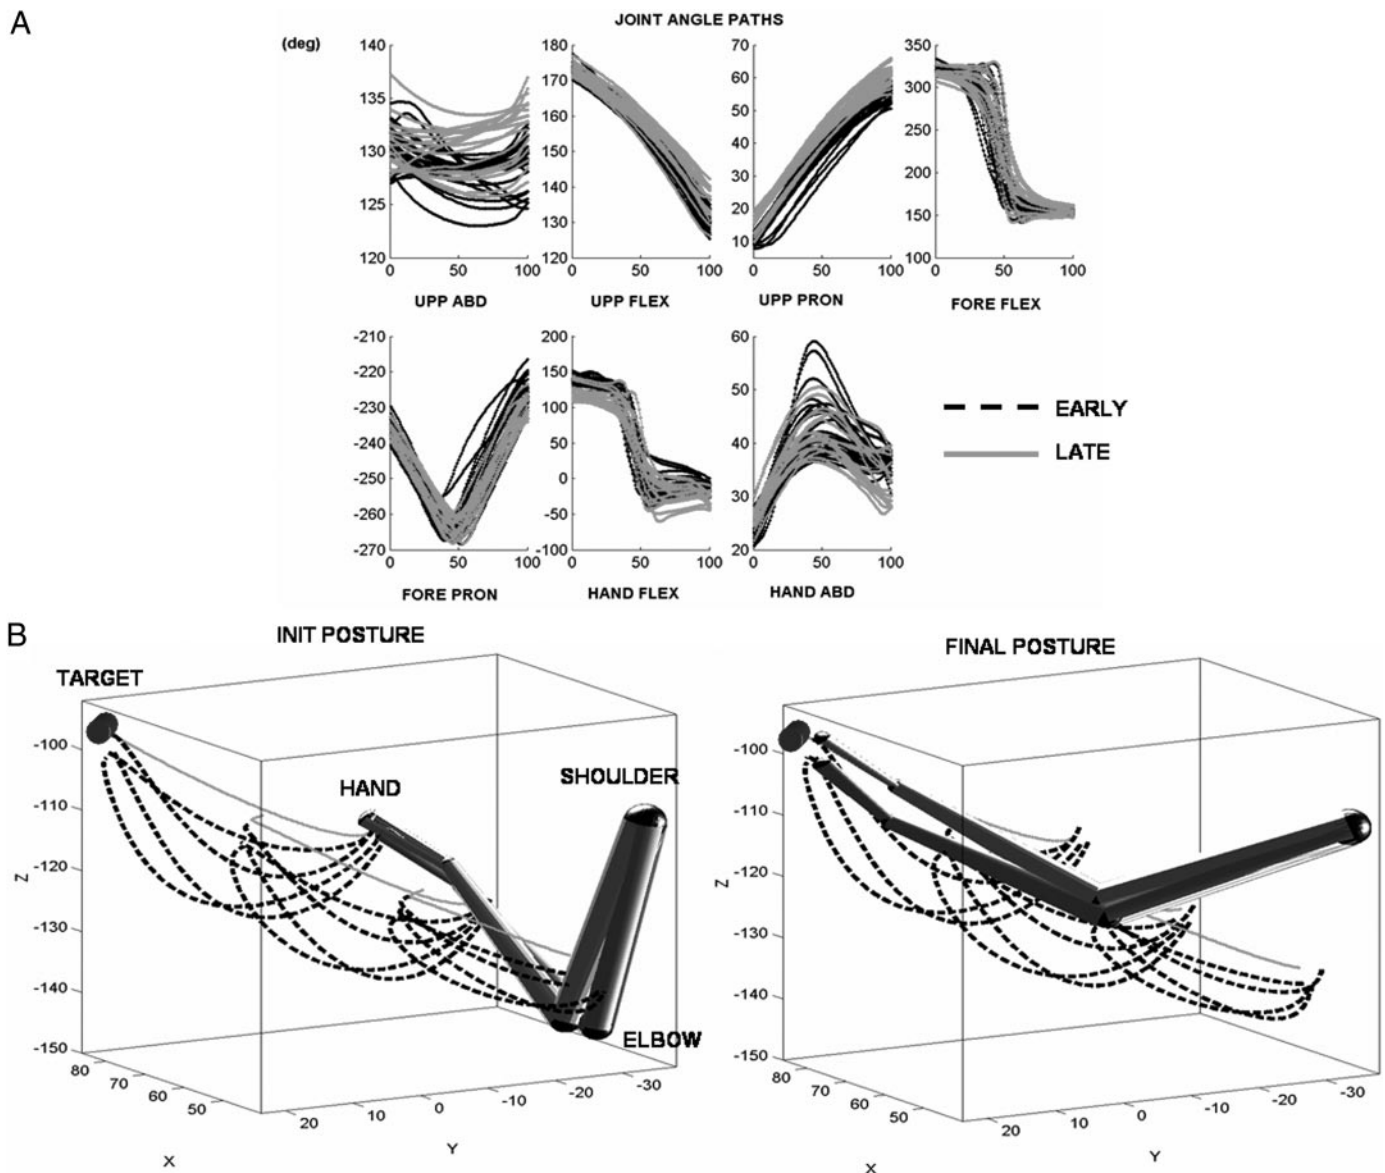 A
JOINT ANGLE PATHS
(deg)
140
135
130
125
120
0 50 100
UPP ABD
180
170
160
150
140
130
120
0 50 100
UPP FLEX
70
60
50
40
30
20
10
0 50 100
UPP PRON
350
300
250
200
150
100
0 50 100
FORE FLEX
-210
-220
-230
-240
-250
-260
-270
0 50 100
FORE PRON
200
150
100
50
0
-50
-100
0 50 100
HAND FLEX
60
50
40
30
20
0 50 100
HAND ABD
EARLY
LATE
B
INIT POSTURE
TARGET
HAND
SHOULDER
ELBOW
-100
-110
-120
-130
-140
-150
Z
80 70 60 50
X
20 10 0 -10 -20 -30
Y
FINAL POSTURE
-100
-110
-120
-130
-140
-150
Z
80 70 60 50
X
20 10 0 -10 -20 -30
Y